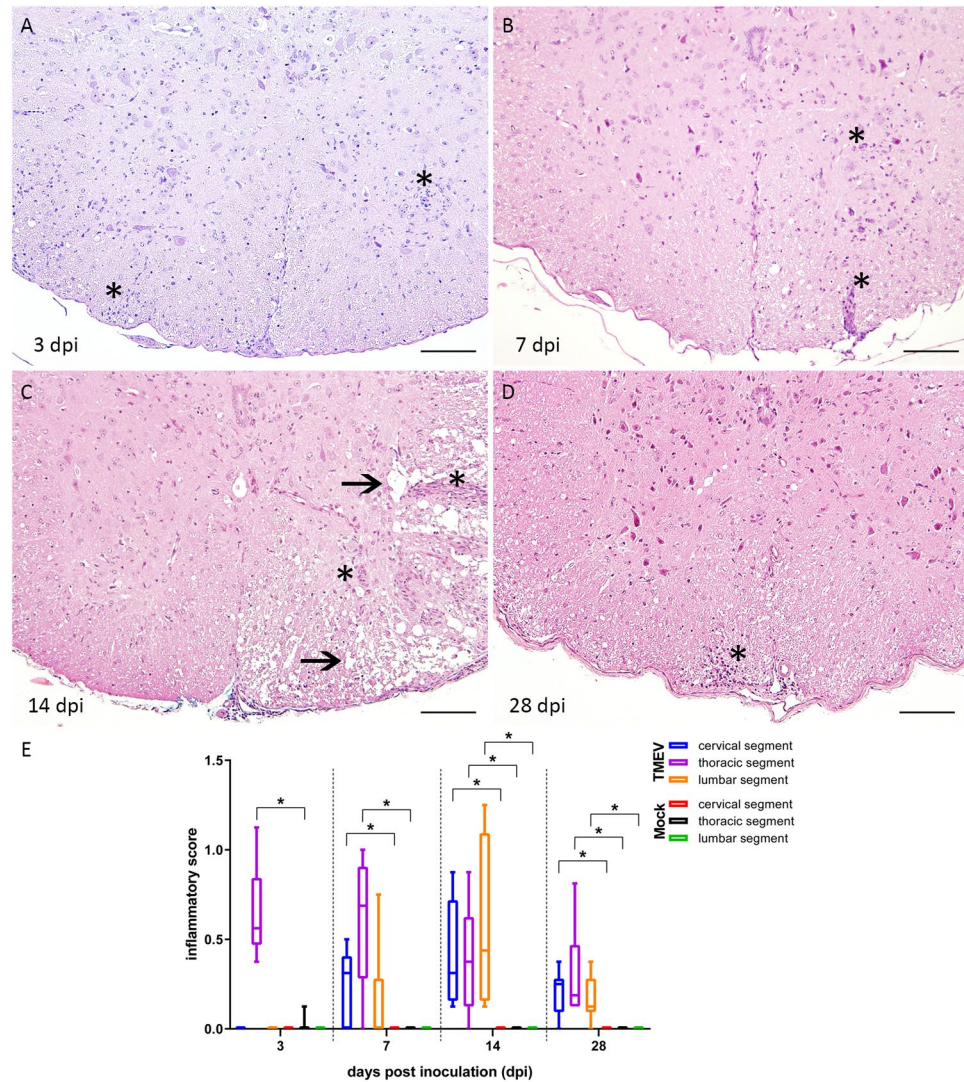 A
*
*
3 dpi
B
*
*
7 dpi
C
*
*
14 dpi
D
*
28 dpi
E
TMEV
cervical segment
thoracic segment
lumbar segment
Mock
cervical segment
thoracic segment
lumbar segment
inflammatory score
1.5
1.0
0.5
0.0
*
*
*
*
*
*
*
*
*
3
7
14
28
days post inoculation (dpi)